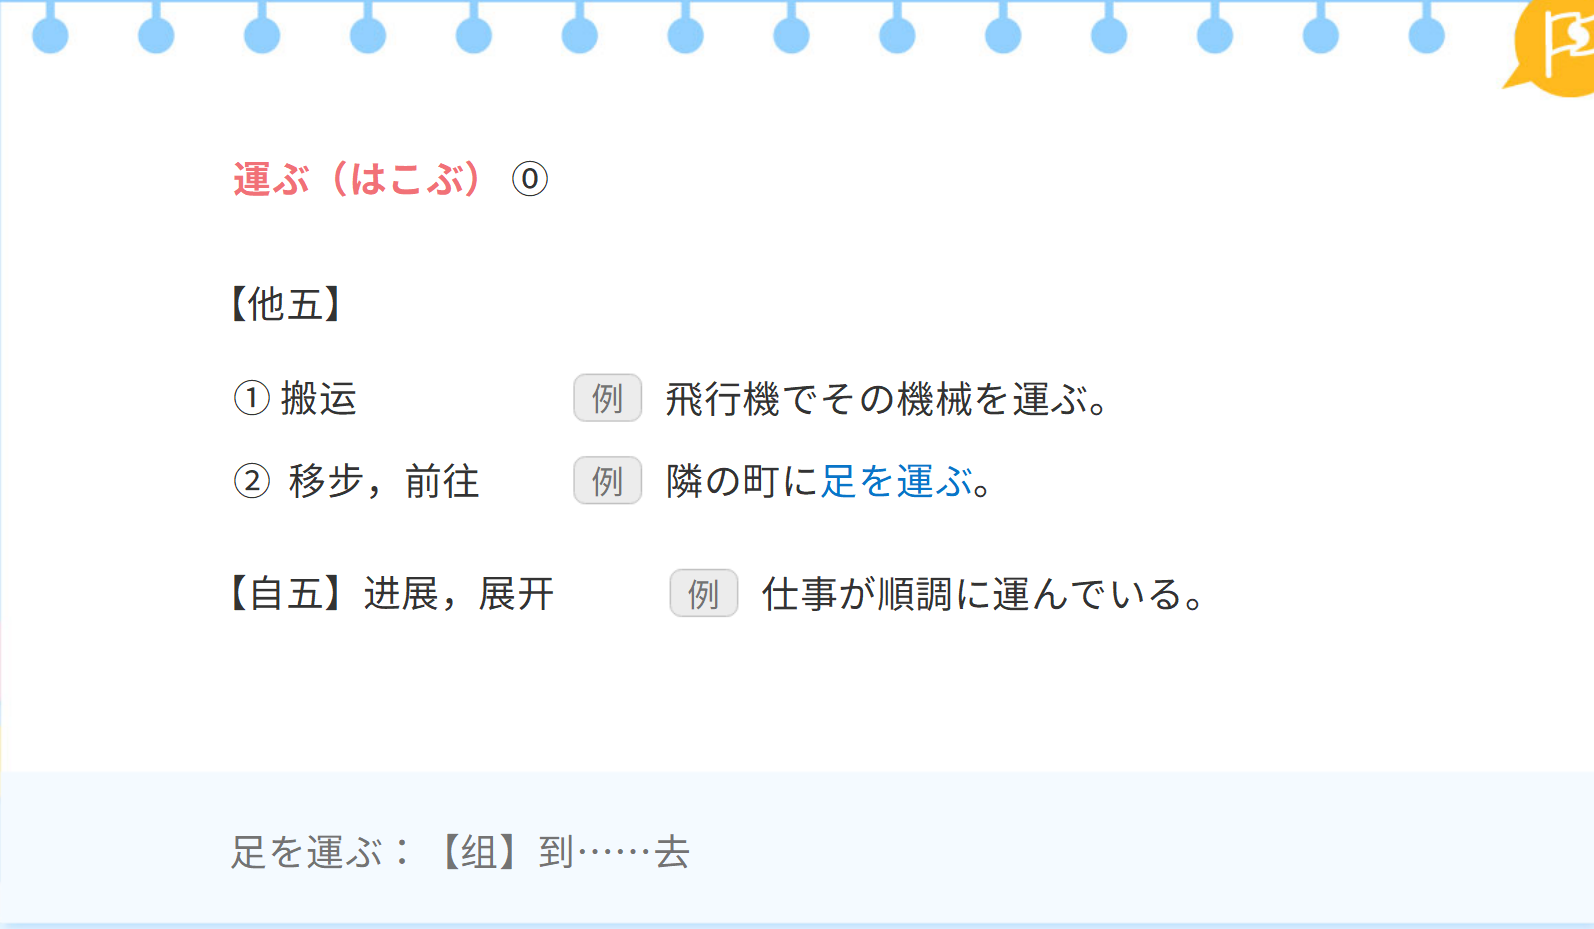 運ぶ（はこぶ） ⓪
【他五】
① 搬运 例 飛行機でその機械を運ぶ。
② 移步，前往 例 隣の町に足を運ぶ。
【自五】进展，展开 例 仕事が順調に運んでいる。
足を運ぶ：【组】到……去